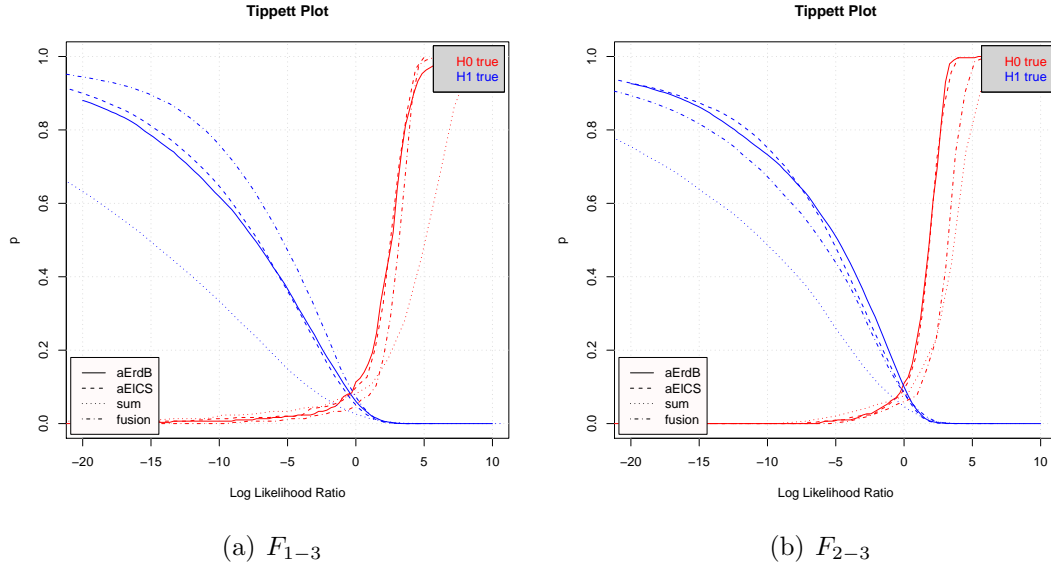 Tippett Plot
1.0
0.8
0.6
0.4
0.2
0.0
p
H0 true
H1 true
aErdB
aEICS
sum
fusion
−20 −15 −10 −5 0 5 10
Log Likelihood Ratio
(a) F1−3
Tippett Plot
1.0
0.8
0.6
0.4
0.2
0.0
p
H0 true
H1 true
aErdB
aEICS
sum
fusion
−20 −15 −10 −5 0 5 10
Log Likelihood Ratio
(b) F2−3